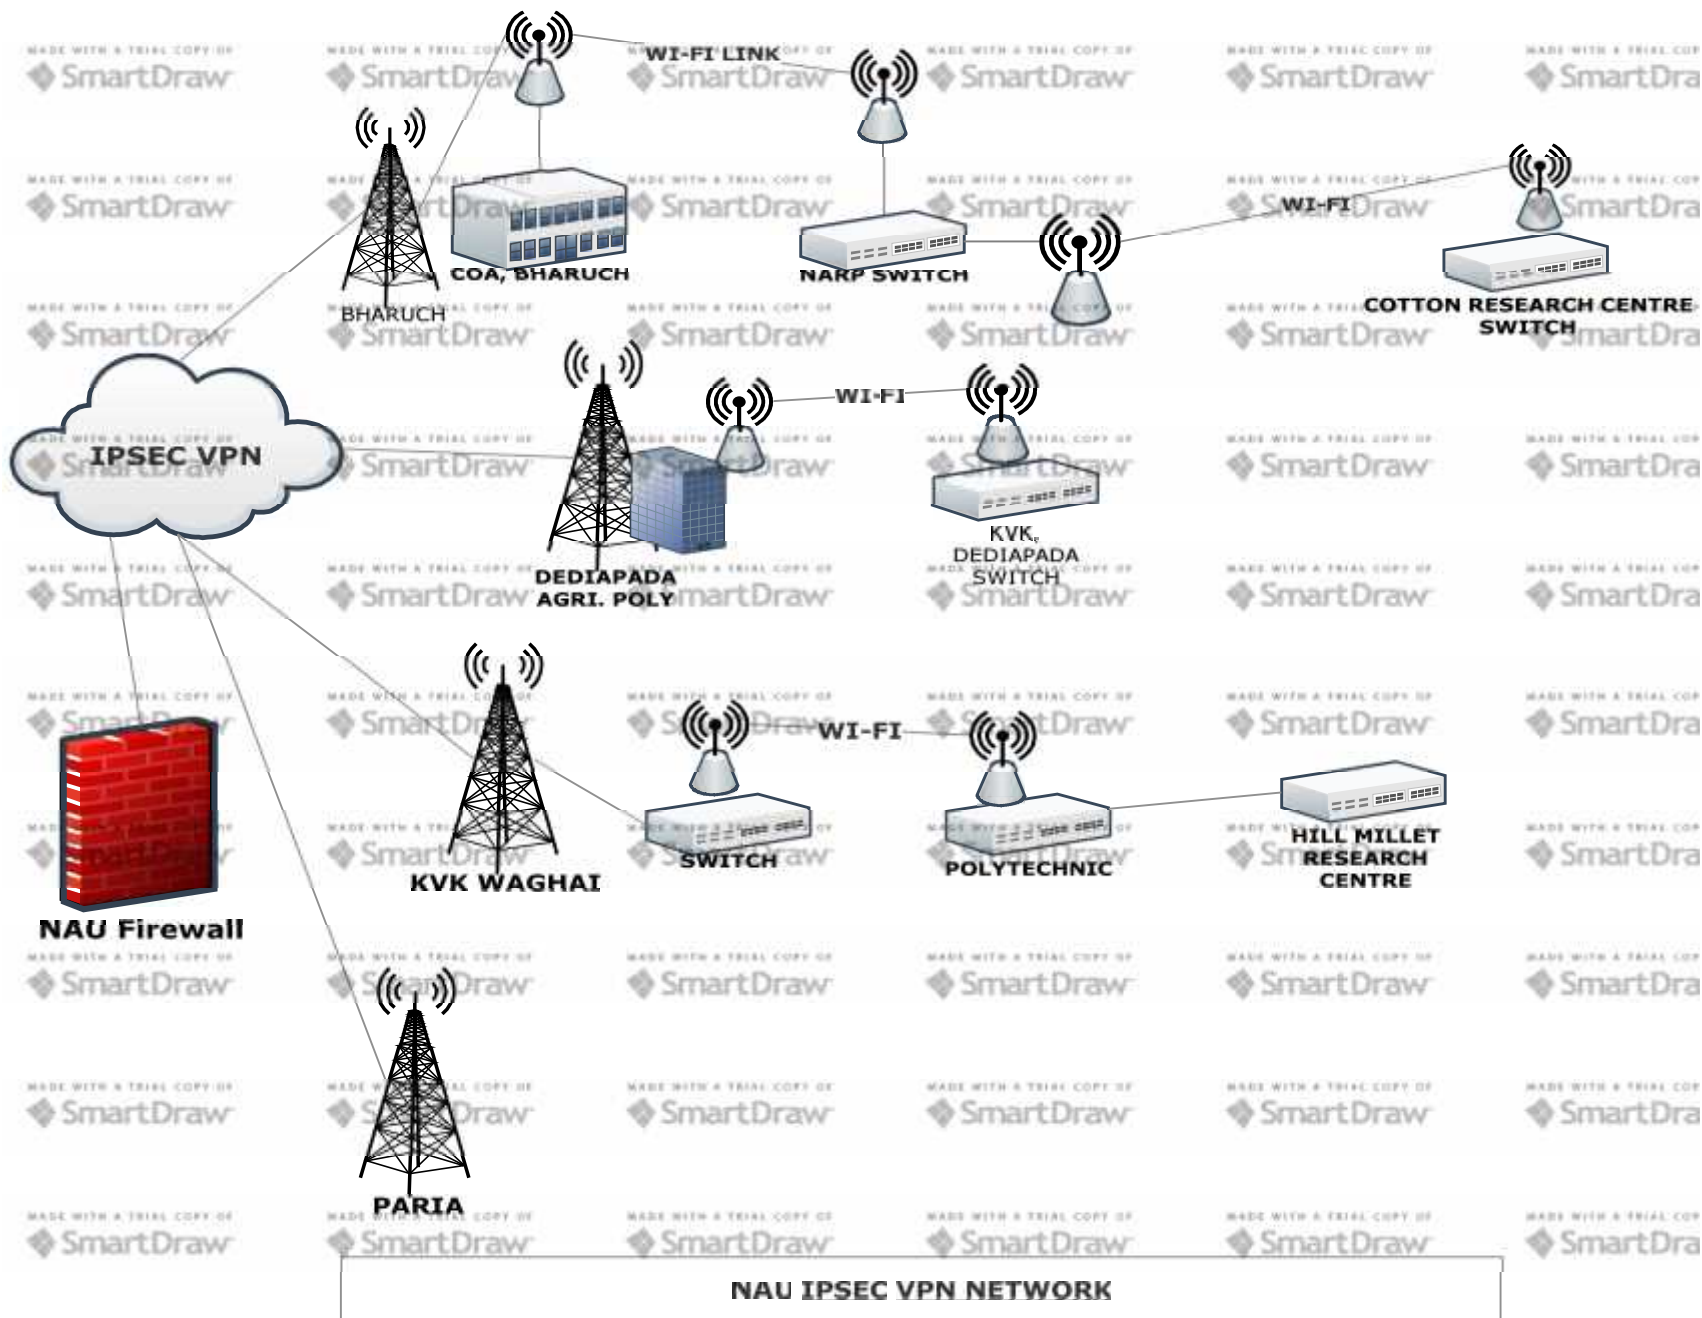 WI-FI LINK
WI-FI
COA, BHARUCH
NARP SWITCH
BHARUCH
COTTON RESEARCH CENTRE
SWITCH
WI-FI
IPSEC VPN
KVK,
DEDIAPADA
SWITCH
DEDIAPADA
AGRI. POLY
WI-FI
SWITCH
POLYTECHNIC
HILL MILLET
RESEARCH
CENTRE
KVK WAGHAI
NAU Firewall
PARIA
NAU IPSEC VPN NETWORK
MADE WITH A TRIAL COPY OF
SmartDraw